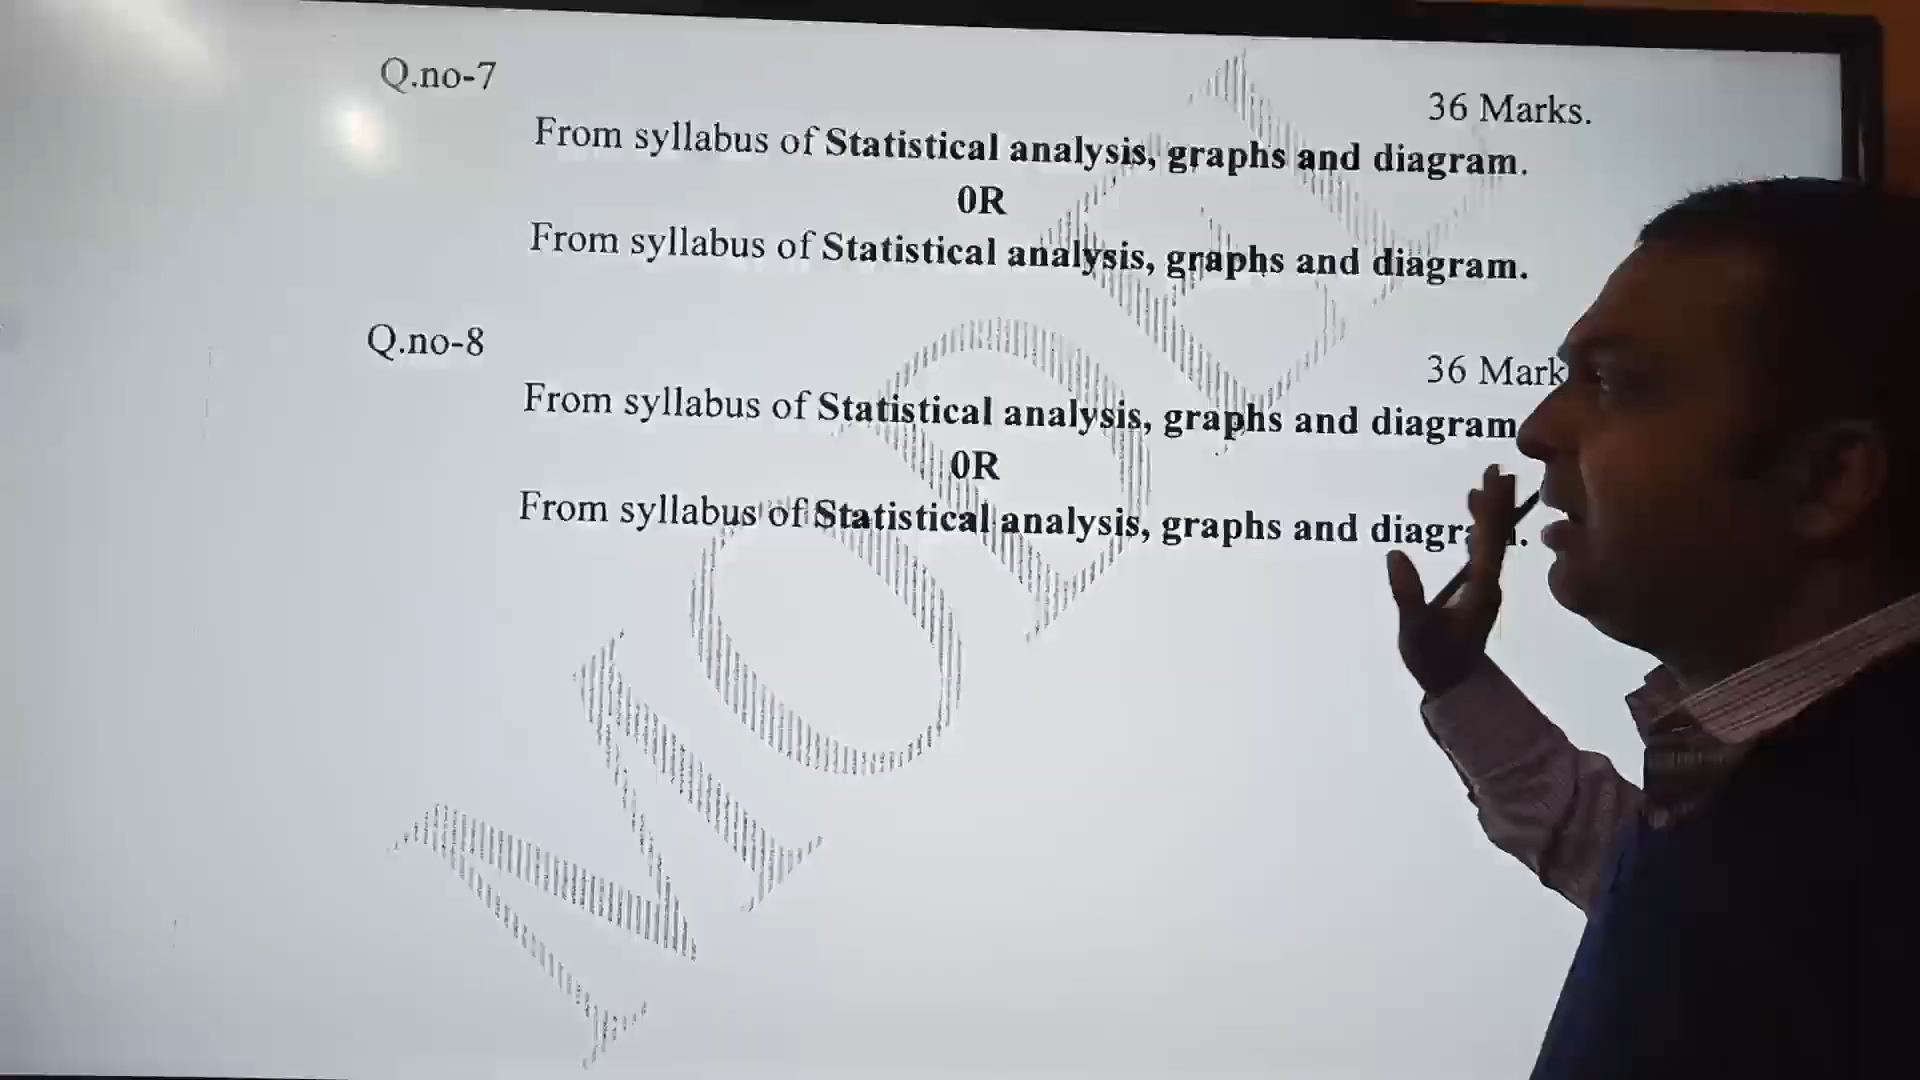 Q.no-7
36 Marks.
From syllabus of Statistical analysis, graphs and diagram.
0R
From syllabus of Statistical analysis, graphs and diagram.
Q.no-8
36 Mark
From syllabus of Statistical analysis, graphs and diagram
0R
From syllabus of Statistical analysis, graphs and diagram.
MODEL